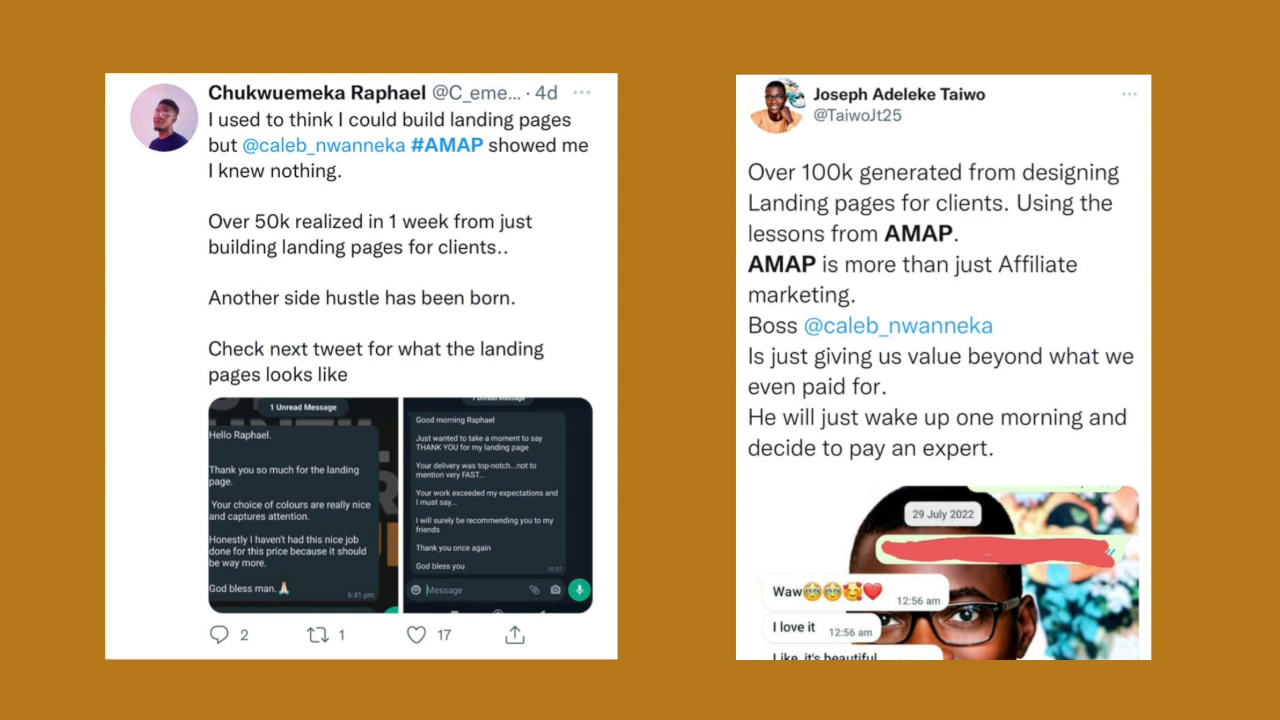 Chukwuemeka Raphael @C_eme... · 4d
I used to think I could build landing pages
but @caleb_nwanneka #AMAP showed me
I knew nothing.
Over 50k realized in 1 week from just
building landing pages for clients..
Another side hustle has been born.
Check next tweet for what the landing
pages looks like
1 Unread Message
Hello Raphael.
Thank you so much for the landing
page.
Your choice of colours are really nice
and captures attention.
Honestly I haven't had this nice job
done for this price because it should
be way more.
God bless man.🙏🏻
6:41 pm
1 Unread Message
Good morning Raphael
Just wanted to take a moment to say
THANK YOU for my landing page
Your delivery was top-notch...not to
mention very FAST...
Your work exceeded my expectations and
I must say...
I will surely be recommending you to my
friends
Thank you once again
God bless you
10:57
Message
2 1 17
Joseph Adeleke Taiwo
@TaiwoJt25
Over 100k generated from designing
Landing pages for clients. Using the
lessons from AMAP.
AMAP is more than just Affiliate
marketing.
Boss @caleb_nwanneka
Is just giving us value beyond what we
even paid for.
He will just wake up one morning and
decide to pay an expert.
29 July 2022
Waw🥹🥹🥰❤️ 12:56 am
I love it 12:56 am
Like, it's beautiful